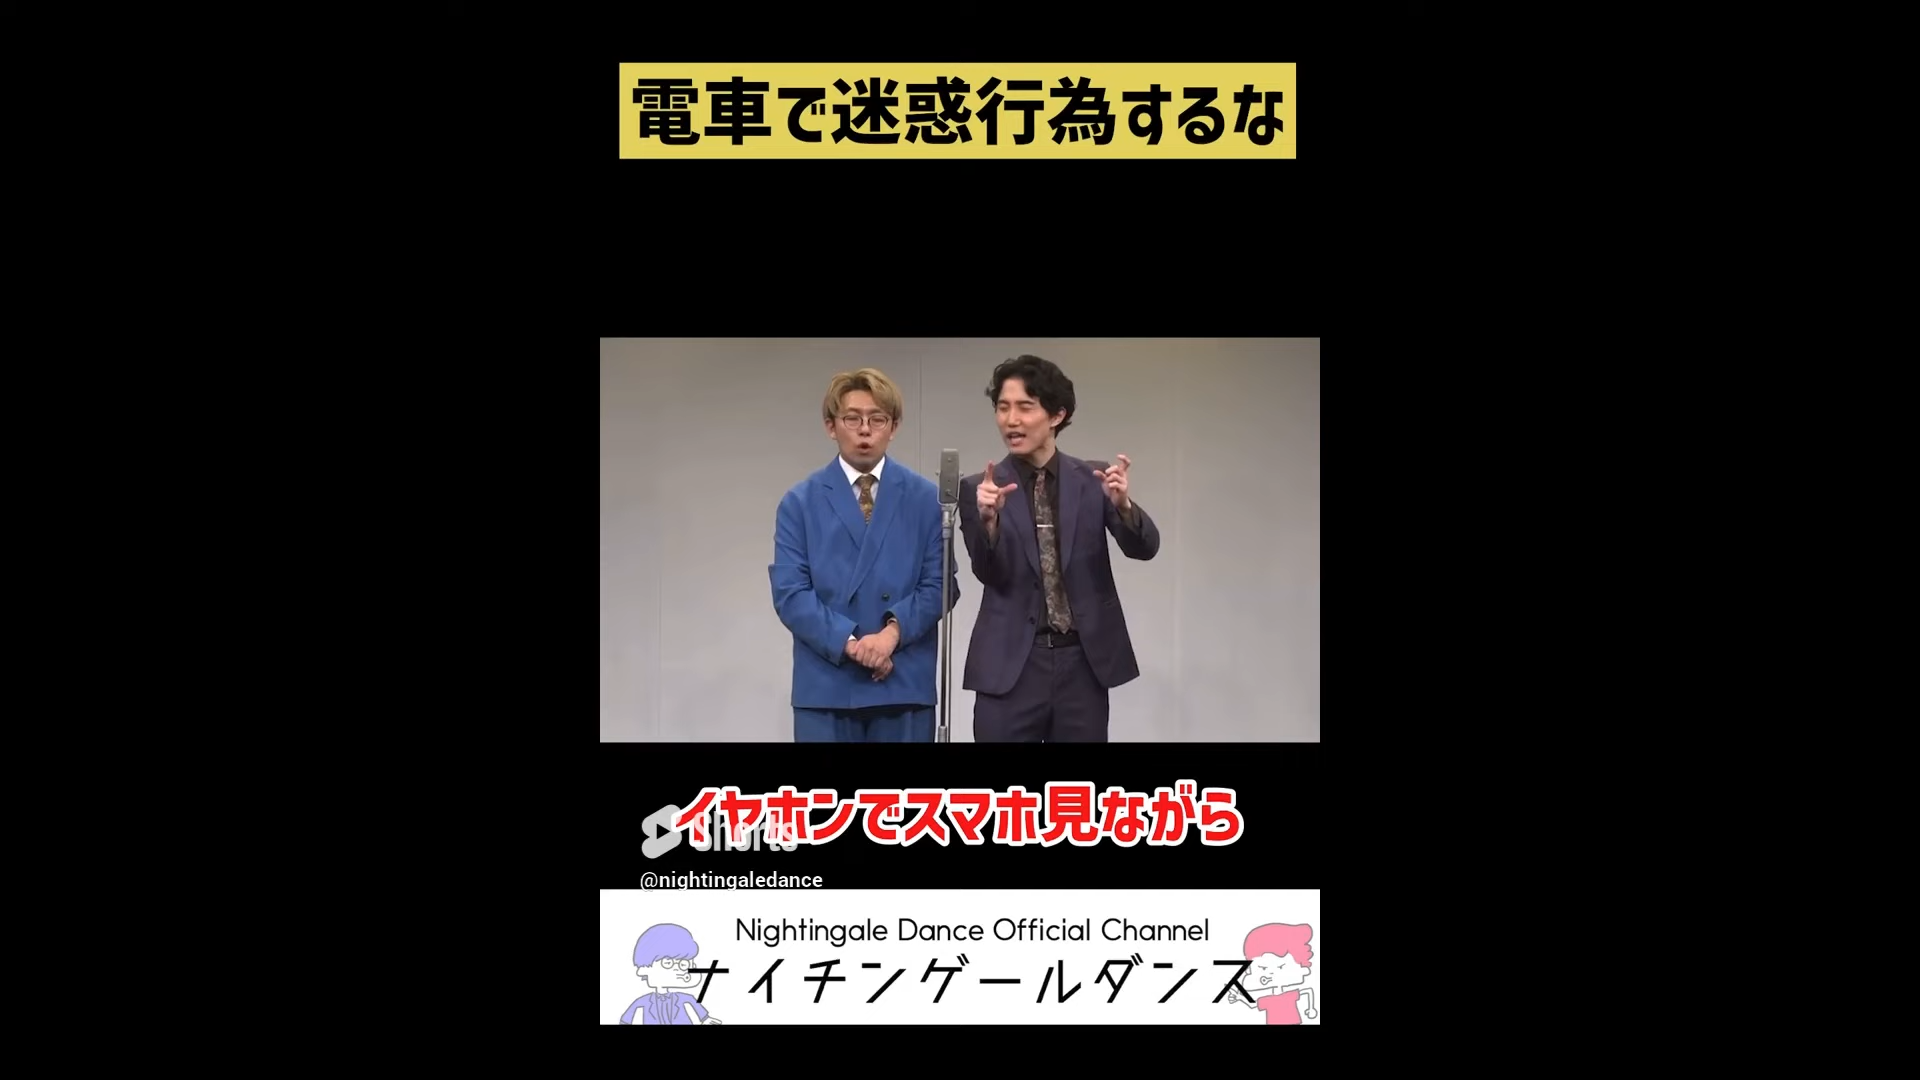 電車で迷惑行為するな
イヤホンでスマホ見ながら
Shorts
@nightingaledance
Nightingale Dance Official Channel
ナイチンゲールダンス